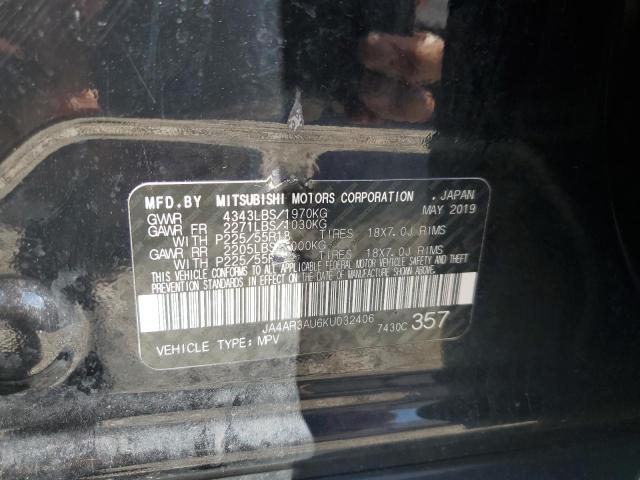 MFD.BY MITSUBISHI MOTORS CORPORATION , JAPAN
GVWR 4343LBS/1970KG MAY 2019
GAWR FR 2271LBS/1030KG
WITH P225/55R18 TIRES 18X7.0J RIMS
GAWR RR 2205LBS/1000KG
WITH P225/55R TIRES 18X7.0J RIMS
THIS VEHICLE CONFORMS TO ALL APPLICABLE FEDERAL MOTOR VEHICLE SAFETY AND THEFT
PREVENTION STANDARDS IN EFFECT ON THE DATE OF MANUFACTURE SHOWN ABOVE.
JA4AR3AU6KU032406
VEHICLE TYPE: MPV 7430C 357